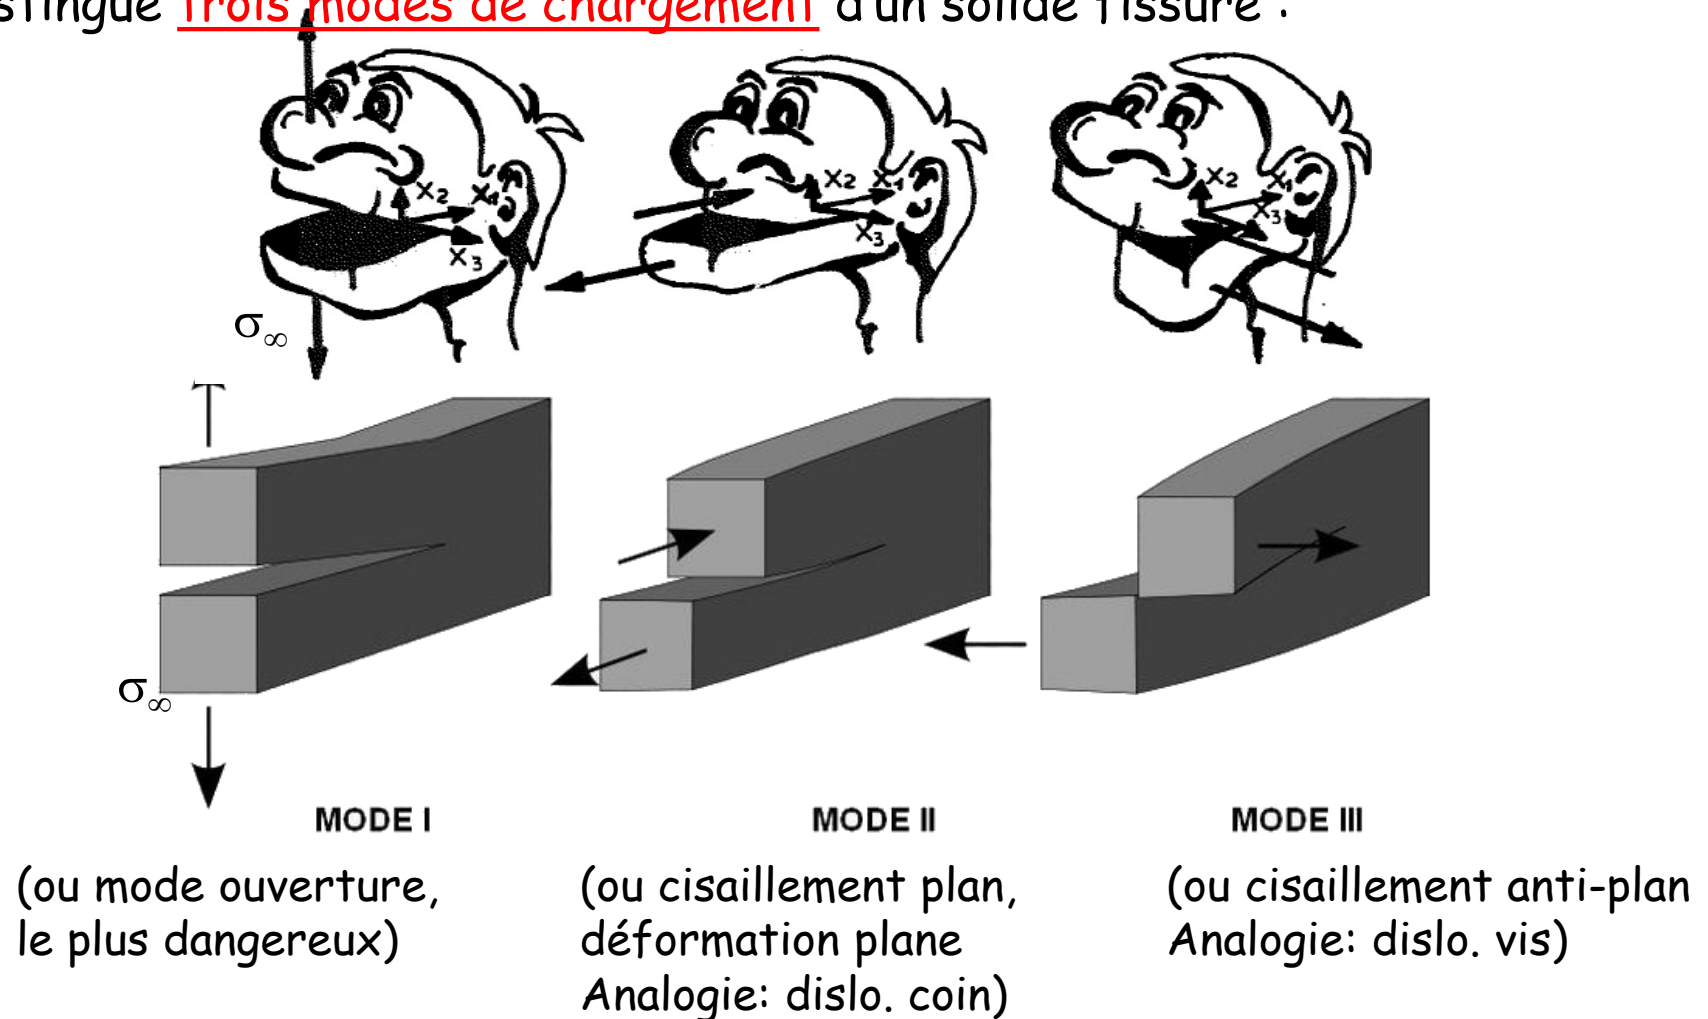 stingue trois modes de chargement d'un solide fissuré :
x₂ x₁
x₃
x₂ x₁
x₃
x₂ x₁
x₃
σ∞
σ∞
MODE I
MODE II
MODE III
(ou mode ouverture,
le plus dangereux)
(ou cisaillement plan,
déformation plane
Analogie: dislo. coin)
(ou cisaillement anti-plan
Analogie: dislo. vis)